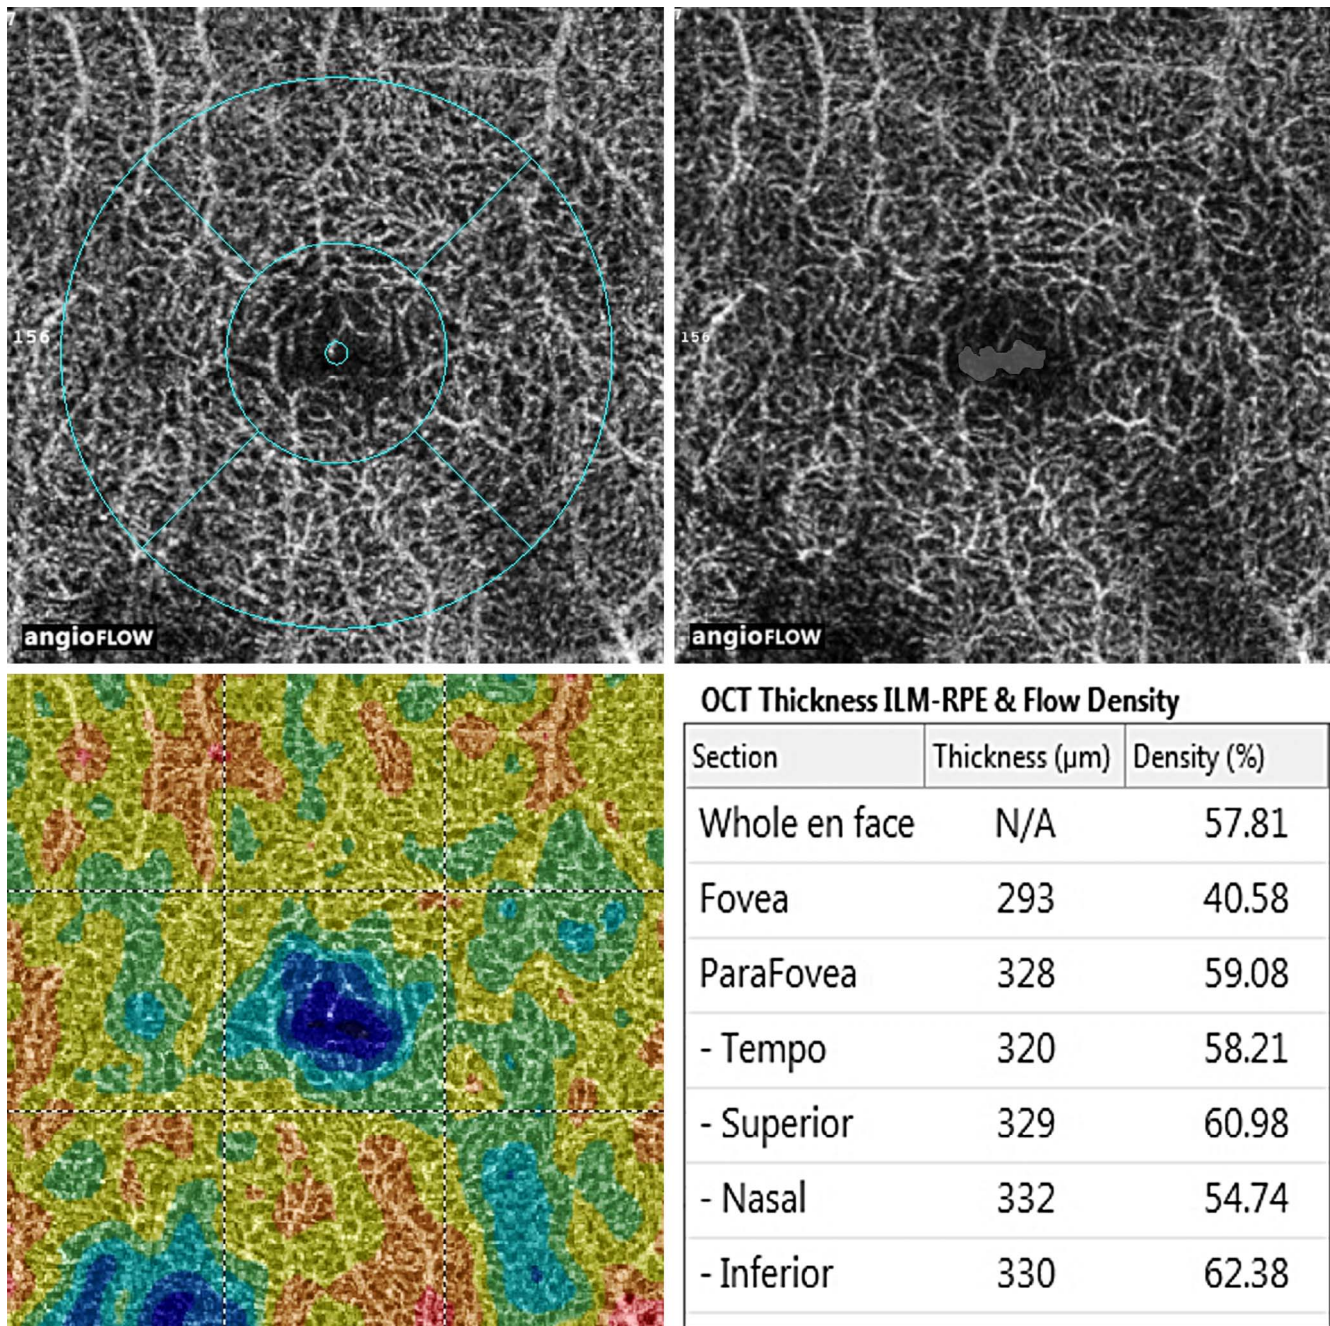 7
7
156
156
angioFLOW
angioFLOW
OCT Thickness ILM-RPE & Flow Density
Section Thickness (µm) Density (%)
Whole en face N/A 57.81
Fovea 293 40.58
ParaFovea 328 59.08
- Tempo 320 58.21
- Superior 329 60.98
- Nasal 332 54.74
- Inferior 330 62.38